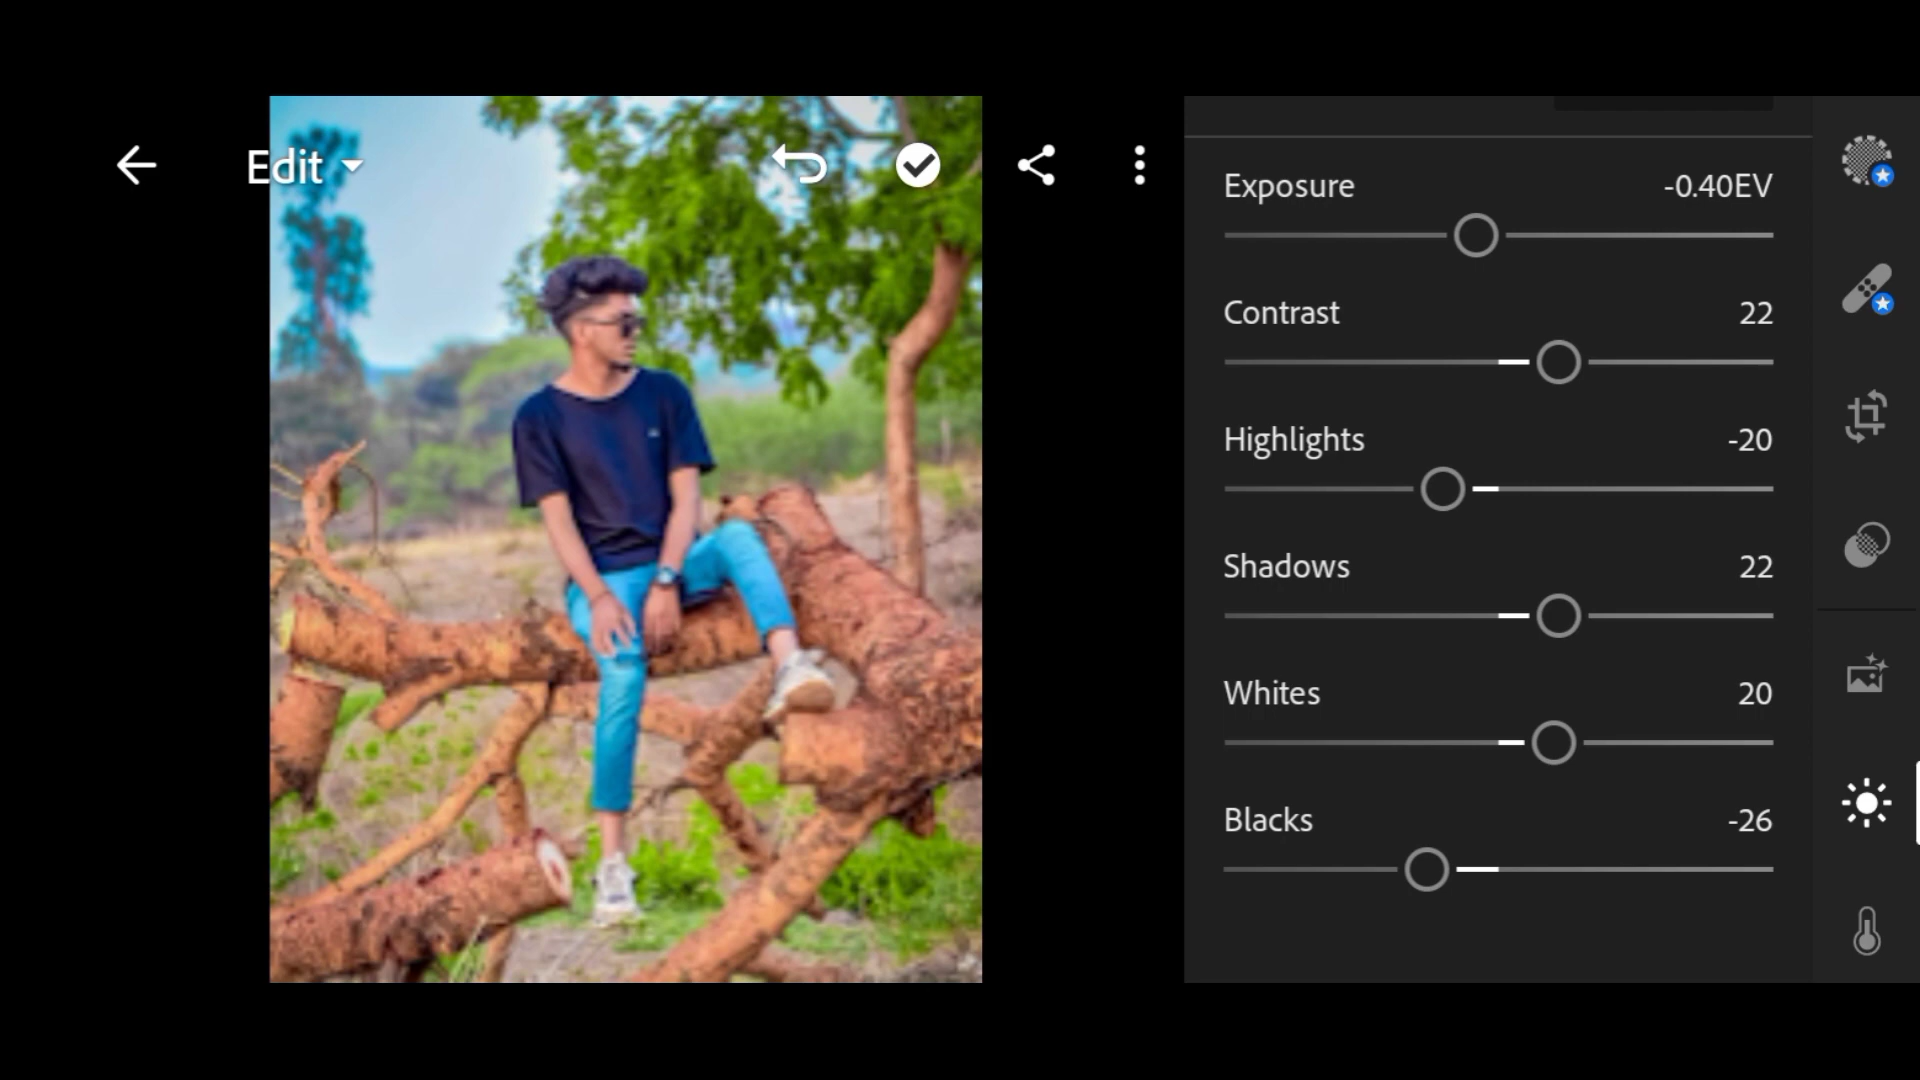 Edit
Exposure -0.40EV
Contrast 22
Highlights -20
Shadows 22
Whites 20
Blacks -26